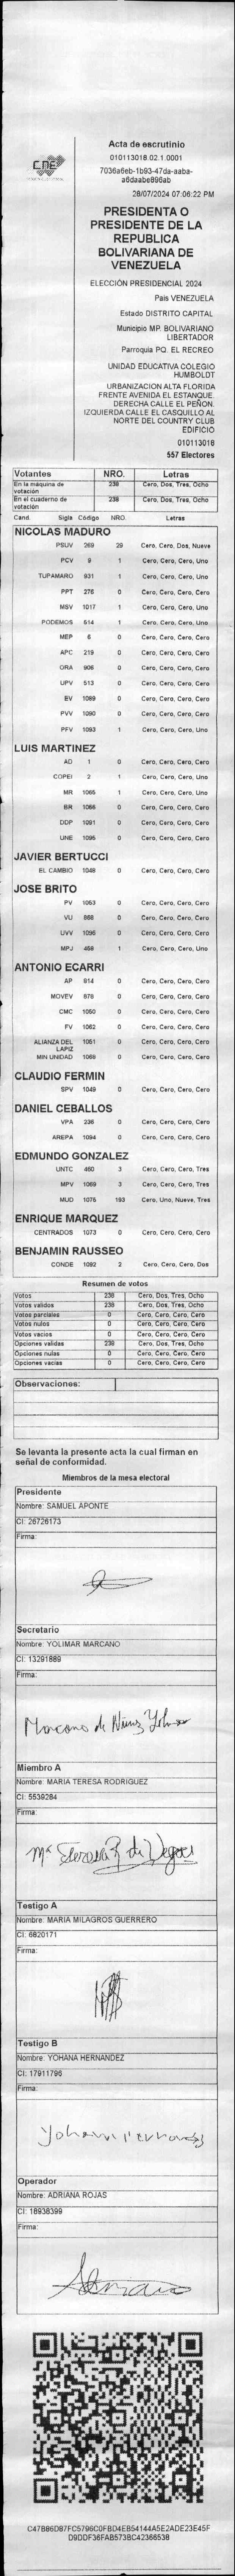 CNE
Acta de escrutinio
010113018.02.1.0001
7036a6eb-1b93-47da-aaba-
a6daabe896ab
28/07/2024 07:06:22 PM
PRESIDENTA O
PRESIDENTE DE LA
REPUBLICA
BOLIVARIANA DE
VENEZUELA
ELECCIÓN PRESIDENCIAL 2024
País VENEZUELA
Estado DISTRITO CAPITAL
Municipio MP. BOLIVARIANO
LIBERTADOR
Parroquia PQ. EL RECREO
UNIDAD EDUCATIVA COLEGIO
HUMBOLDT
URBANIZACION ALTA FLORIDA
FRENTE AVENIDA EL ESTANQUE.
DERECHA CALLE EL PEÑON.
IZQUIERDA CALLE EL CASQUILLO AL
NORTE DEL COUNTRY CLUB
EDIFICIO
010113018
557 Electores
Votantes NRO. Letras
En la máquina de votación 238 Cero, Dos, Tres, Ocho
En el cuaderno de votación 238 Cero, Dos, Tres, Ocho
Cand. Sigla Código NRO. Letras
NICOLAS MADURO
PSUV 269 29 Cero, Cero, Dos, Nueve
PCV 9 1 Cero, Cero, Cero, Uno
TUPAMARO 931 1 Cero, Cero, Cero, Uno
PPT 276 0 Cero, Cero, Cero, Cero
MSV 1017 1 Cero, Cero, Cero, Uno
PODEMOS 514 1 Cero, Cero, Cero, Uno
MEP 6 0 Cero, Cero, Cero, Cero
APC 219 0 Cero, Cero, Cero, Cero
ORA 906 0 Cero, Cero, Cero, Cero
UPV 513 0 Cero, Cero, Cero, Cero
EV 1089 0 Cero, Cero, Cero, Cero
PVV 1090 0 Cero, Cero, Cero, Cero
PFV 1093 1 Cero, Cero, Cero, Uno
LUIS MARTINEZ
AD 1 0 Cero, Cero, Cero, Cero
COPEI 2 1 Cero, Cero, Cero, Uno
MR 1065 1 Cero, Cero, Cero, Uno
BR 1066 0 Cero, Cero, Cero, Cero
DDP 1091 0 Cero, Cero, Cero, Cero
UNE 1095 0 Cero, Cero, Cero, Cero
JAVIER BERTUCCI
EL CAMBIO 1048 0 Cero, Cero, Cero, Cero
JOSE BRITO
PV 1053 0 Cero, Cero, Cero, Cero
VU 868 0 Cero, Cero, Cero, Cero
UVV 1096 0 Cero, Cero, Cero, Cero
MPJ 458 1 Cero, Cero, Cero, Uno
ANTONIO ECARRI
AP 914 0 Cero, Cero, Cero, Cero
MOVEV 878 0 Cero, Cero, Cero, Cero
CMC 1050 0 Cero, Cero, Cero, Cero
FV 1062 0 Cero, Cero, Cero, Cero
ALIANZA DEL LAPIZ 1051 0 Cero, Cero, Cero, Cero
MIN UNIDAD 1068 0 Cero, Cero, Cero, Cero
CLAUDIO FERMIN
SPV 1049 0 Cero, Cero, Cero, Cero
DANIEL CEBALLOS
VPA 236 0 Cero, Cero, Cero, Cero
AREPA 1094 0 Cero, Cero, Cero, Cero
EDMUNDO GONZALEZ
UNTC 460 3 Cero, Cero, Cero, Tres
MPV 1069 3 Cero, Cero, Cero, Tres
MUD 1076 193 Cero, Uno, Nueve, Tres
ENRIQUE MARQUEZ
CENTRADOS 1073 0 Cero, Cero, Cero, Cero
BENJAMIN RAUSSEO
CONDE 1092 2 Cero, Cero, Cero, Dos
Resumen de votos
Votos 238 Cero, Dos, Tres, Ocho
Votos validos 238 Cero, Dos, Tres, Ocho
Votos parciales 0 Cero, Cero, Cero, Cero
Votos nulos 0 Cero, Cero, Cero, Cero
Votos vacios 0 Cero, Cero, Cero, Cero
Opciones validas 238 Cero, Dos, Tres, Ocho
Opciones nulas 0 Cero, Cero, Cero, Cero
Opciones vacias 0 Cero, Cero, Cero, Cero
Observaciones:
Se levanta la presente acta la cual firman en
señal de conformidad.
Miembros de la mesa electoral
Presidente
Nombre: SAMUEL APONTE
CI: 26726173
Firma:
Secretario
Nombre: YOLIMAR MARCANO
CI: 13291889
Firma:
Marcano de Núnez
Miembro A
Nombre: MARIA TERESA RODRIGUEZ
CI: 5539284
Firma:
Mª Teresa R de Vegas
Testigo A
Nombre: MARIA MILAGROS GUERRERO
CI: 6820171
Firma:
Testigo B
Nombre: YOHANA HERNANDEZ
CI: 17911796
Firma:
Yohana Hernandez
Operador
Nombre: ADRIANA ROJAS
CI: 18938399
Firma:
C47B86D87FC5796C0FBD4EB54144A5E2ADE23E45F
D9DDF36FAB573BC42366538